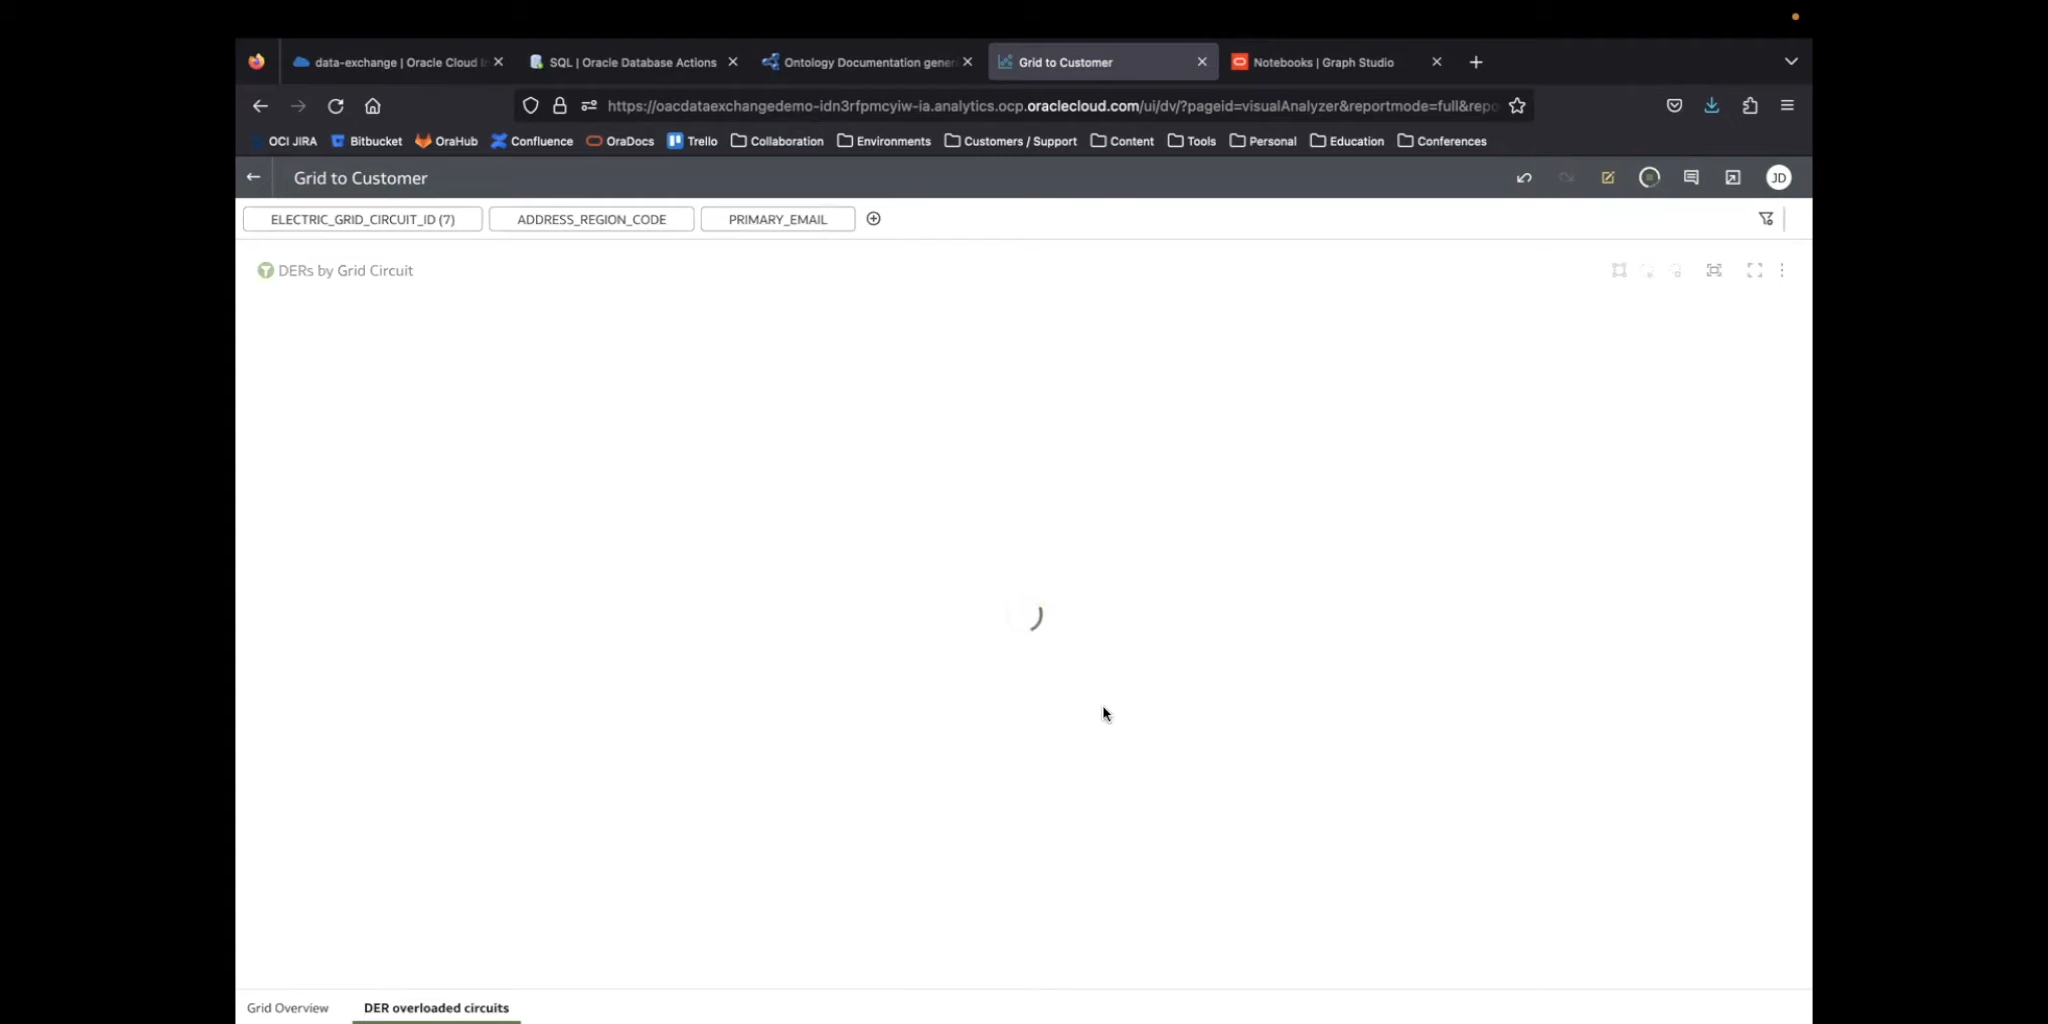 data-exchange | Oracle Cloud I
SQL | Oracle Database Actions
Ontology Documentation gener
Grid to Customer
Notebooks | Graph Studio
https://oacdataexchangedemo-idn3rfpmcyiw-ia.analytics.ocp.oraclecloud.com/ui/dv/?pageid=visualAnalyzer&reportmode=full&repo
OCI JIRA Bitbucket OraHub Confluence OraDocs Trello Collaboration Environments Customers / Support Content Tools Personal Education Conferences
Grid to Customer
JD
ELECTRIC_GRID_CIRCUIT_ID (7) ADDRESS_REGION_CODE PRIMARY_EMAIL
DERs by Grid Circuit
Grid Overview DER overloaded circuits